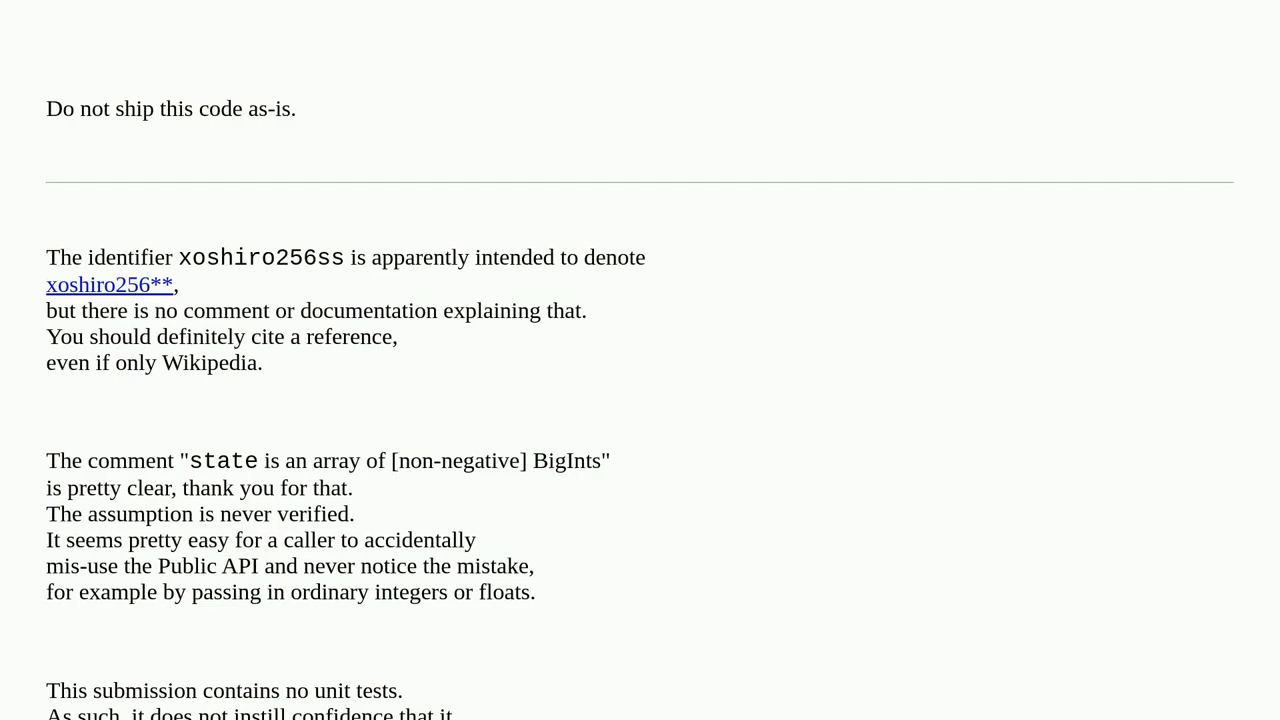 Do not ship this code as-is.
The identifier xoshiro256ss is apparently intended to denote
xoshiro256**,
but there is no comment or documentation explaining that.
You should definitely cite a reference,
even if only Wikipedia.
The comment "state is an array of [non-negative] BigInts"
is pretty clear, thank you for that.
The assumption is never verified.
It seems pretty easy for a caller to accidentally
mis-use the Public API and never notice the mistake,
for example by passing in ordinary integers or floats.
This submission contains no unit tests.
As such, it does not instill confidence that it